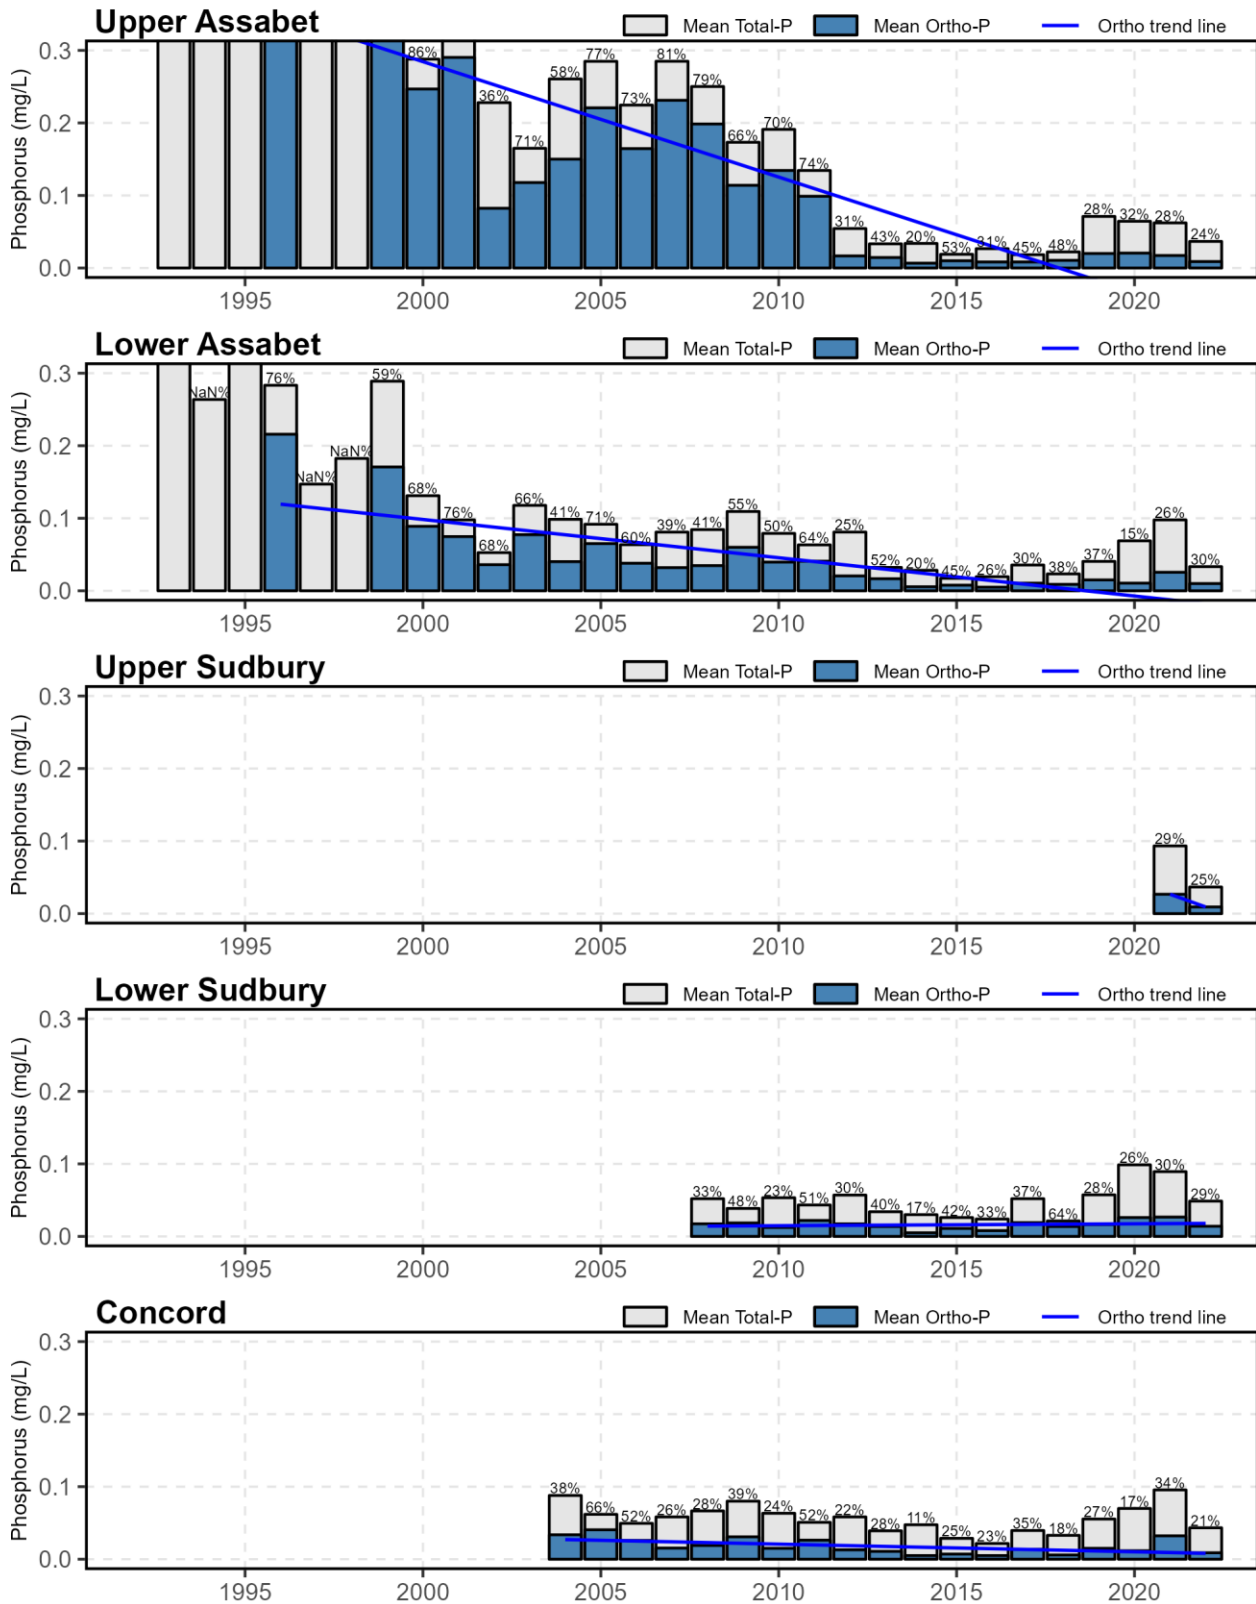 Upper Assabet
Mean Total-P Mean Ortho-P Ortho trend line
Phosphorus (mg/L)
0.3
0.2
0.1
0.0
86% 36% 71% 58% 77% 73% 81% 79% 66% 70% 74% 31% 43% 20% 53% 31% 45% 48% 28% 32% 28% 24%
1995 2000 2005 2010 2015 2020
Lower Assabet
Mean Total-P Mean Ortho-P Ortho trend line
Phosphorus (mg/L)
0.3
0.2
0.1
0.0
NaN% 76% NaN% NaN% 59% 68% 76% 68% 66% 41% 71% 60% 39% 41% 55% 50% 64% 25% 52% 20% 45% 26% 30% 38% 37% 15% 26% 30%
1995 2000 2005 2010 2015 2020
Upper Sudbury
Mean Total-P Mean Ortho-P Ortho trend line
Phosphorus (mg/L)
0.3
0.2
0.1
0.0
29% 25%
1995 2000 2005 2010 2015 2020
Lower Sudbury
Mean Total-P Mean Ortho-P Ortho trend line
Phosphorus (mg/L)
0.3
0.2
0.1
0.0
33% 48% 23% 51% 30% 40% 17% 42% 33% 37% 64% 28% 26% 30% 29%
1995 2000 2005 2010 2015 2020
Concord
Mean Total-P Mean Ortho-P Ortho trend line
Phosphorus (mg/L)
0.3
0.2
0.1
0.0
38% 66% 52% 26% 28% 39% 24% 52% 22% 28% 11% 25% 23% 35% 18% 27% 17% 34% 21%
1995 2000 2005 2010 2015 2020